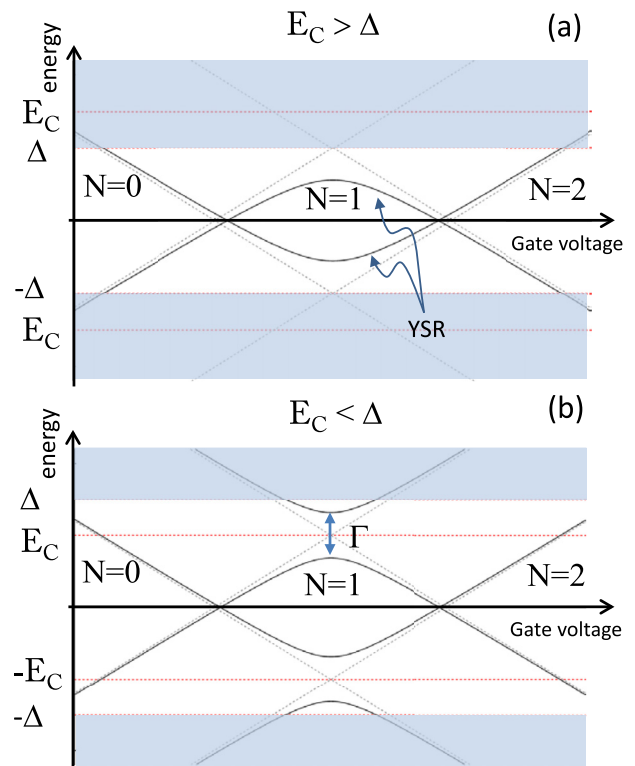 E_C > Δ
(a)
energy
E_C
Δ
N=0
N=1
N=2
Gate voltage
-Δ
YSR
E_C
E_C < Δ
(b)
energy
Δ
Γ
E_C
N=0
N=1
N=2
Gate voltage
-E_C
-Δ